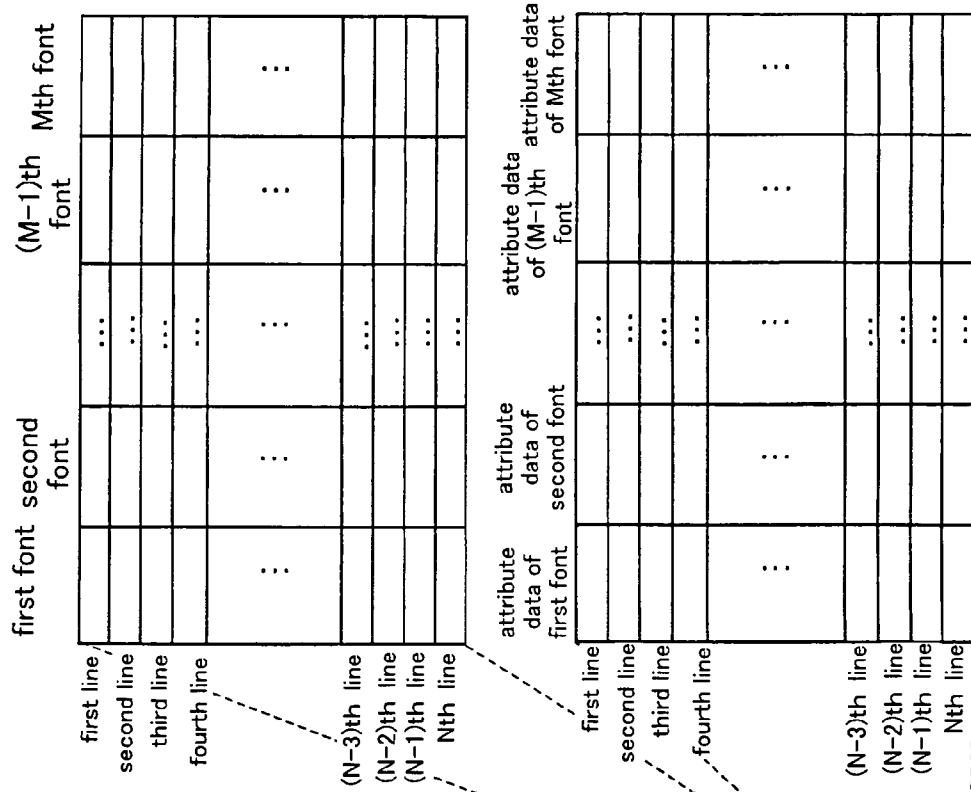 first font
second
font
(M-1)th
font
Mth font
first line
second line
third line
fourth line
(N-3)th line
(N-2)th line
(N-1)th line
Nth line
attribute
data of
first font
attribute
data of
second font
attribute data
of (M-1)th
font
attribute data
of Mth font
first line
second line
third line
fourth line
(N-3)th line
(N-2)th line
(N-1)th line
Nth line